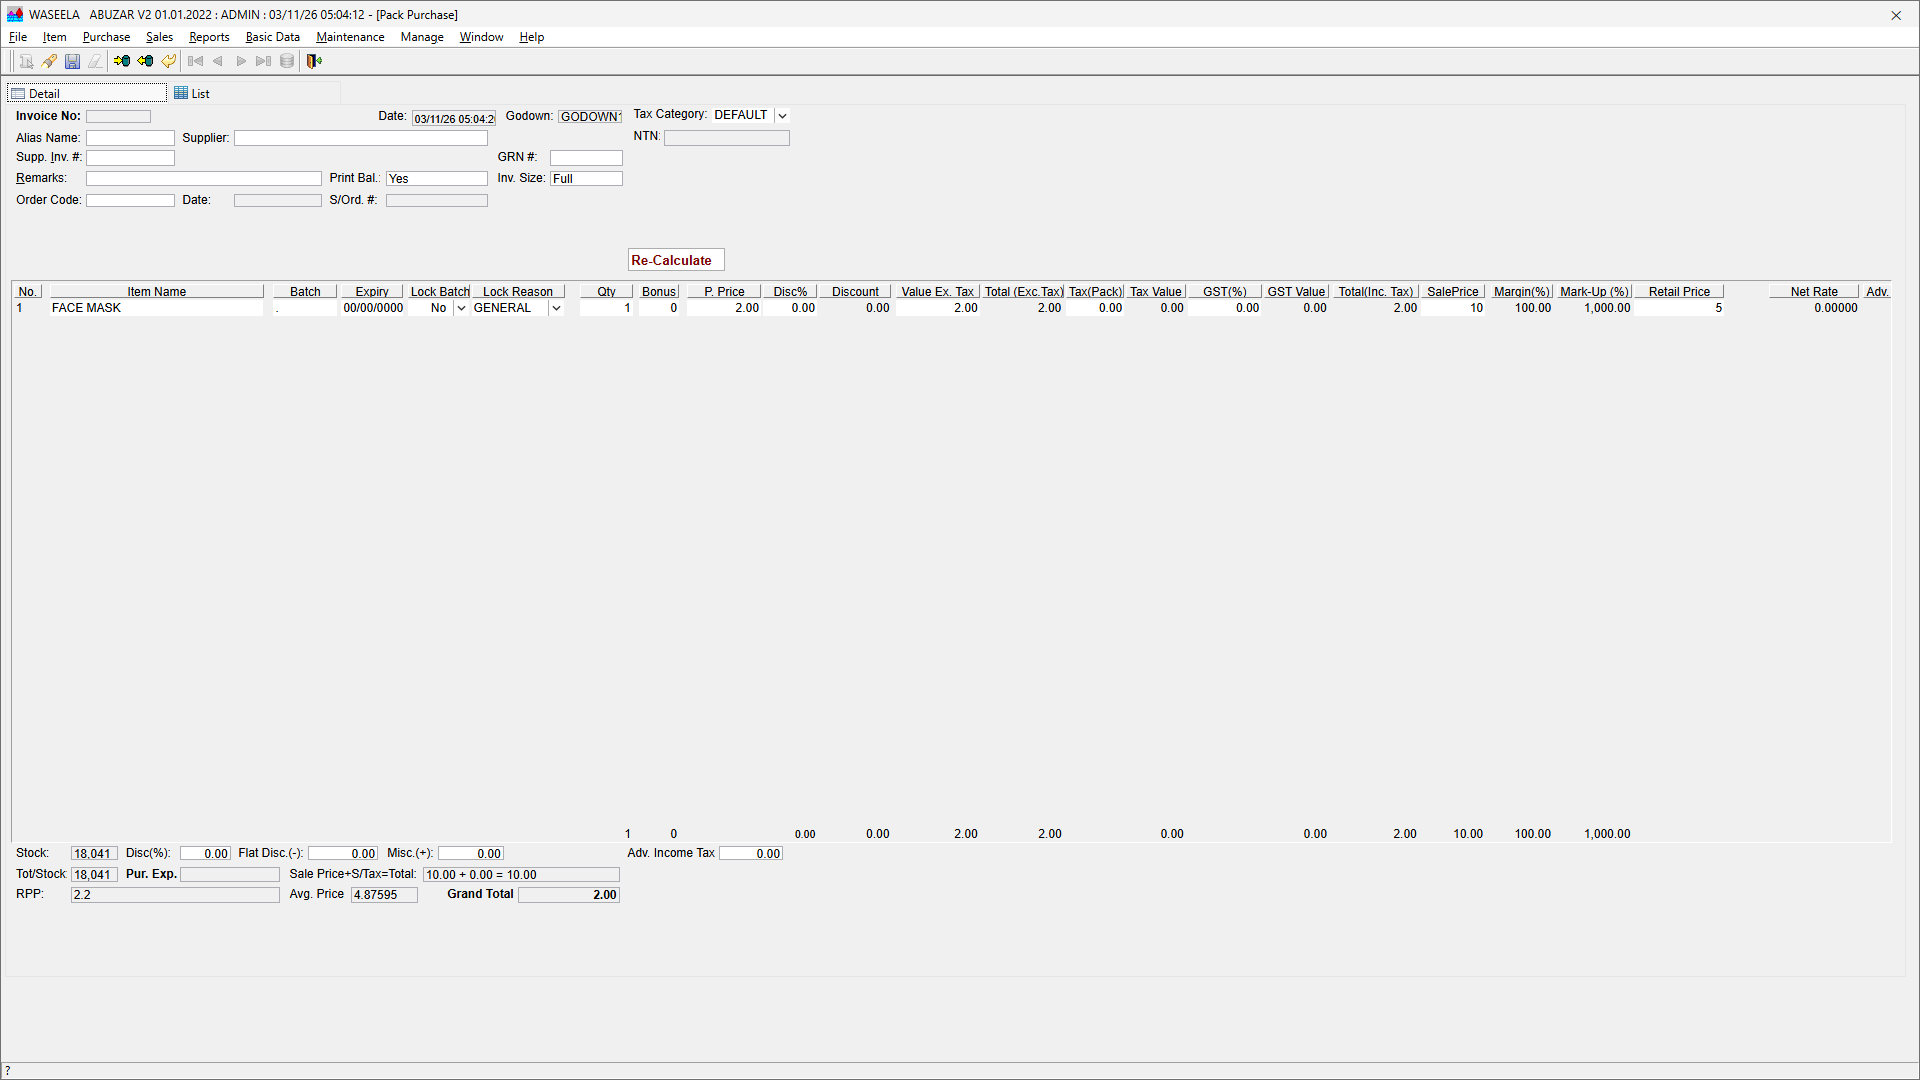 WASEELA   ABUZAR V2 01.01.2022 : ADMIN : 03/11/26 05:04:12 - [Pack Purchase]
File Item Purchase Sales Reports Basic Data Maintenance Manage Window Help
Detail List
Invoice No: Date: 03/11/26 05:04:2 Godown: GODOWN1 Tax Category: DEFAULT
Alias Name: Supplier: NTN:
Supp. Inv. #: GRN #:
Remarks: Print Bal.: Yes Inv. Size: Full
Order Code: Date: S/Ord. #:
Re-Calculate
No. Item Name Batch Expiry Lock Batch Lock Reason Qty Bonus P. Price Disc% Discount Value Ex. Tax Total (Exc.Tax) Tax(Pack) Tax Value GST(%) GST Value Total(Inc. Tax) SalePrice Margin(%) Mark-Up (%) Retail Price Net Rate Adv.
1 FACE MASK . 00/00/0000 No GENERAL 1 0 2.00 0.00 0.00 2.00 2.00 0.00 0.00 0.00 0.00 2.00 10 100.00 1,000.00 5 0.00000
1 0 0.00 0.00 2.00 2.00 0.00 0.00 2.00 10.00 100.00 1,000.00
Stock: 18,041 Disc(%): 0.00 Flat Disc.(-): 0.00 Misc.(+): 0.00 Adv. Income Tax 0.00
Tot/Stock: 18,041 Pur. Exp. Sale Price+S/Tax=Total: 10.00 + 0.00 = 10.00
RPP: 2.2 Avg. Price 4.87595 Grand Total 2.00
?